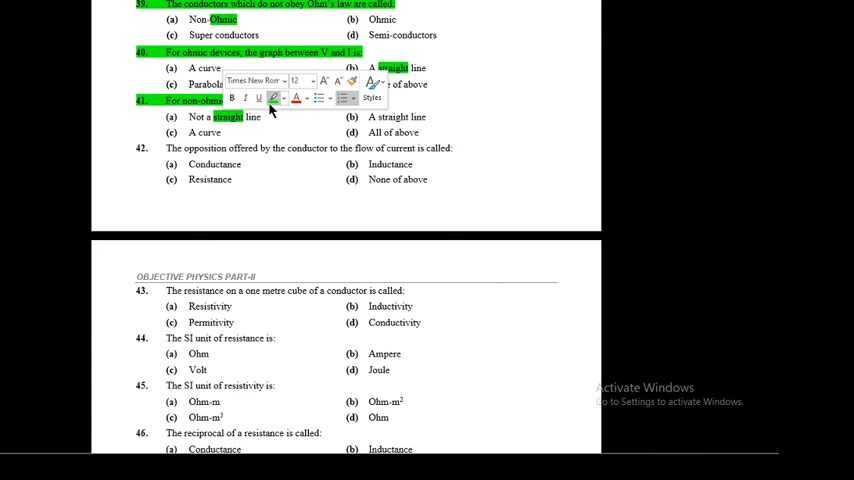 39. The conductors which do not obey Ohm's law are called:
(a) Non-Ohmic (b) Ohmic
(c) Super conductors (d) Semi-conductors
40. For ohmic devices, the graph between V and I is:
(a) A curve (b) A straight line
(c) Parabola of above
Times New Rom 12
B I U A Styles
41. For non-ohmic
(a) Not a straight line (b) A straight line
(c) A curve (d) All of above
42. The opposition offered by the conductor to the flow of current is called:
(a) Conductance (b) Inductance
(c) Resistance (d) None of above
OBJECTIVE PHYSICS PART-II
43. The resistance on a one metre cube of a conductor is called:
(a) Resistivity (b) Inductivity
(c) Permitivity (d) Conductivity
44. The SI unit of resistance is:
(a) Ohm (b) Ampere
(c) Volt (d) Joule
45. The SI unit of resistivity is:
(a) Ohm-m (b) Ohm-m²
(c) Ohm-m³ (d) Ohm
46. The reciprocal of a resistance is called:
(a) Conductance (b) Inductance
Activate Windows
Go to Settings to activate Windows.